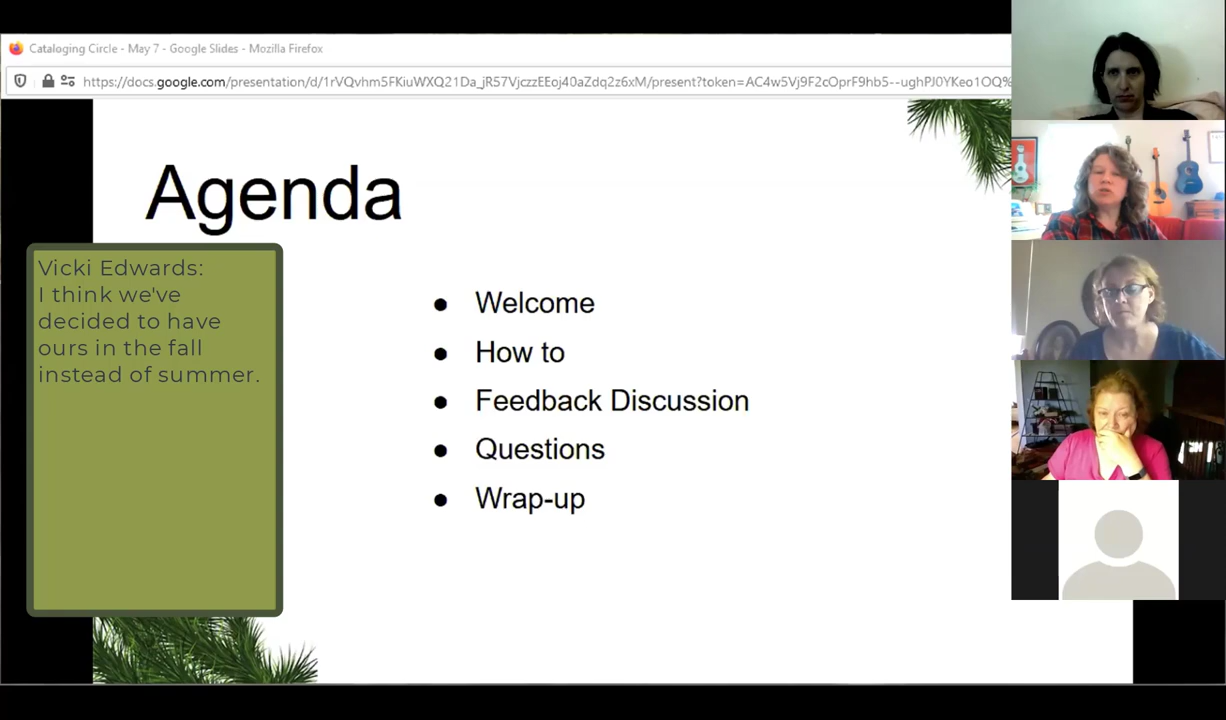 Cataloging Circle - May 7 - Google Slides - Mozilla Firefox
https://docs.google.com/presentation/d/1rVQvhm5FKiuWXQ21Da_jR57VjczzEEoj40aZdq2z6xM/present?token=AC4w5Vj9F2cOprF9hb5--ughPJ0YKeo1OQ%
Agenda
Vicki Edwards:
I think we've
decided to have
ours in the fall
instead of summer.
● Welcome
● How to
● Feedback Discussion
● Questions
● Wrap-up